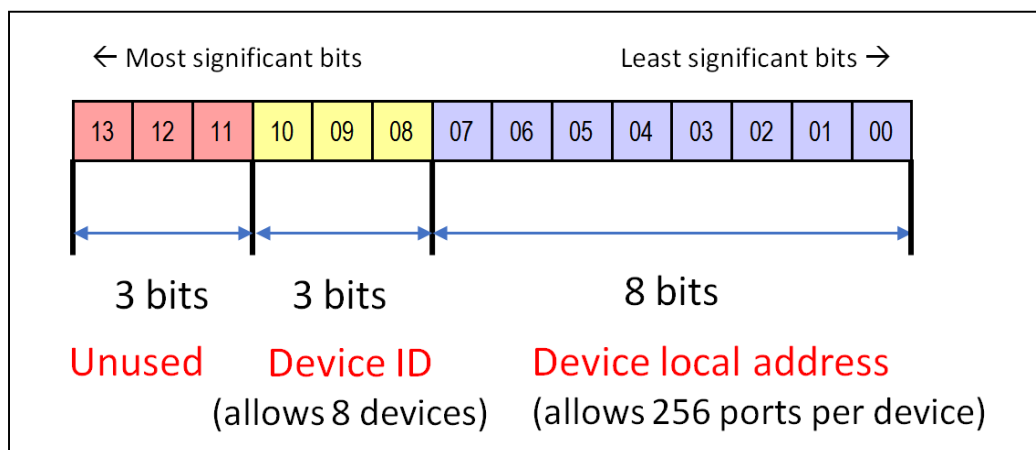 ← Most significant bits Least significant bits →
13 12 11 10 09 08 07 06 05 04 03 02 01 00
3 bits 3 bits 8 bits
Unused Device ID Device local address
(allows 8 devices) (allows 256 ports per device)